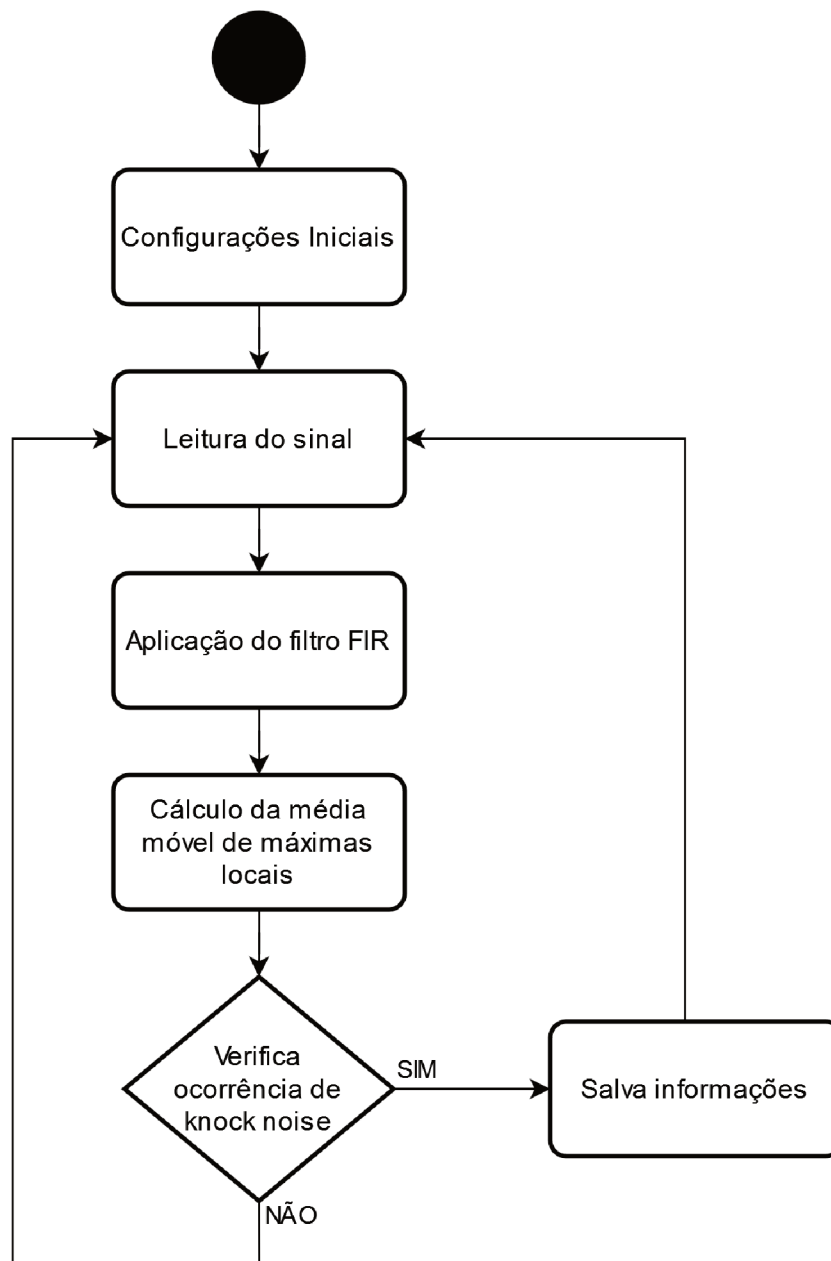 Configurações Iniciais
Leitura do sinal
Aplicação do filtro FIR
Cálculo da média
móvel de máximas
locais
Verifica
ocorrência de
knock noise
SIM
Salva informações
NÃO